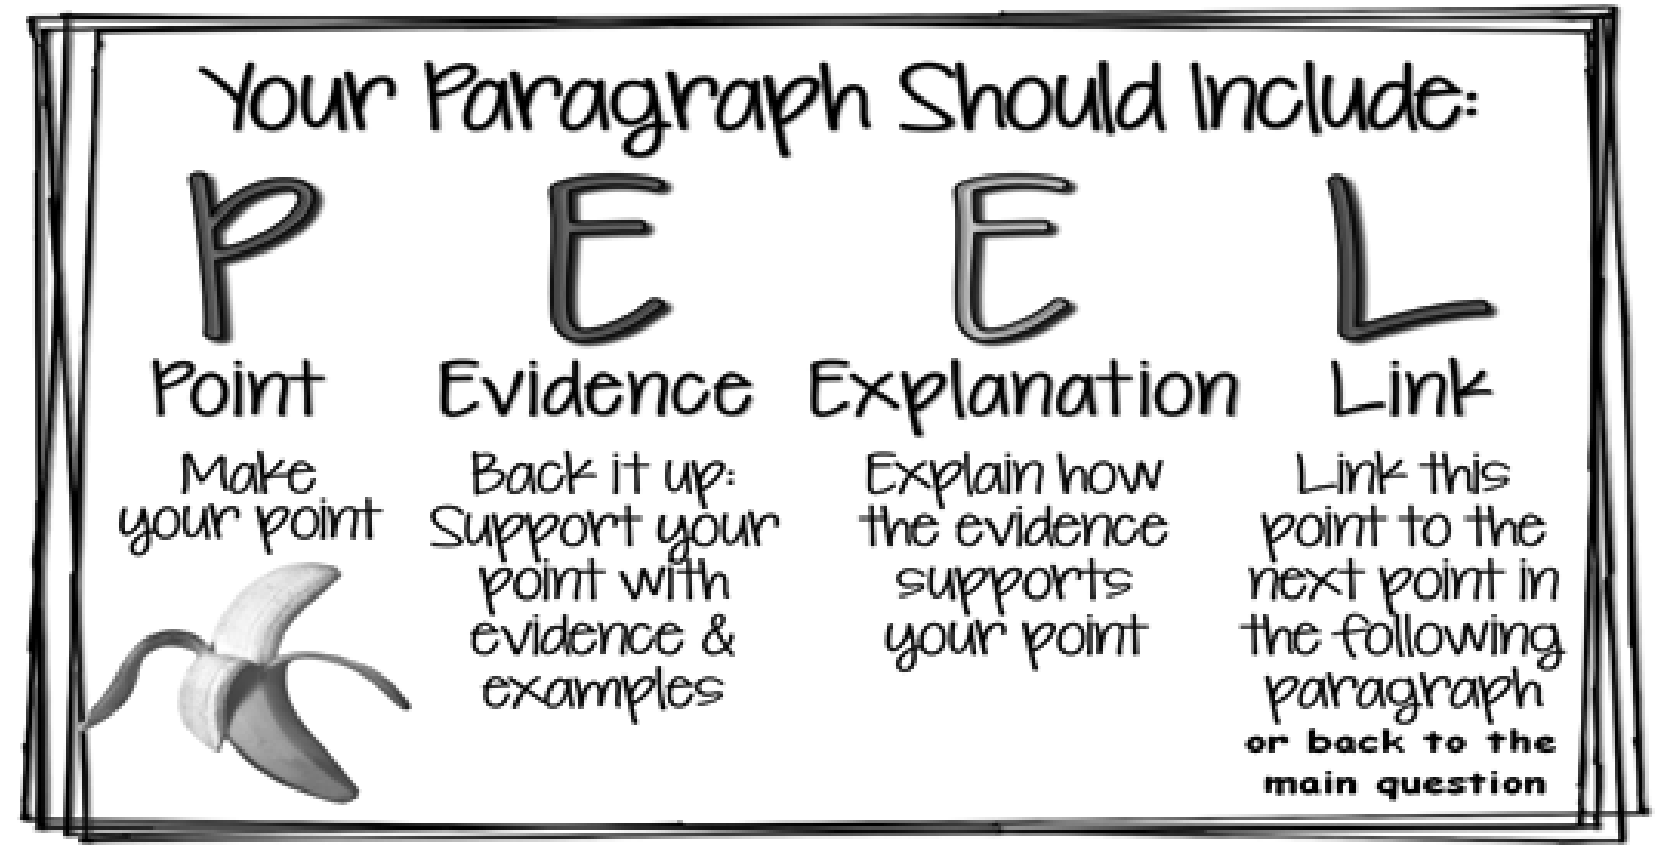 Your Paragraph Should Include:
P E E L
Point
Make
your point
Evidence
Back it up:
Support your
point with
evidence &
examples
Explanation
Explain how
the evidence
supports
your point
Link
Link this
point to the
next point in
the following
paragraph
or back to the
main question